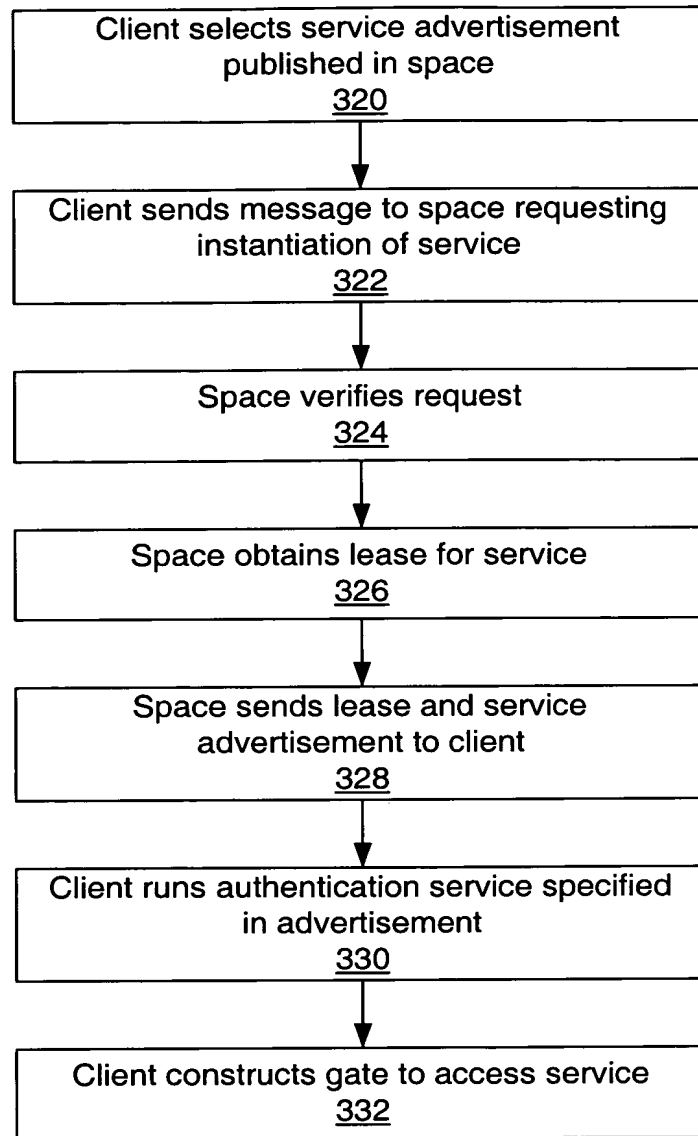 Client selects service advertisement
published in space
320
Client sends message to space requesting
instantiation of service
322
Space verifies request
324
Space obtains lease for service
326
Space sends lease and service
advertisement to client
328
Client runs authentication service specified
in advertisement
330
Client constructs gate to access service
332